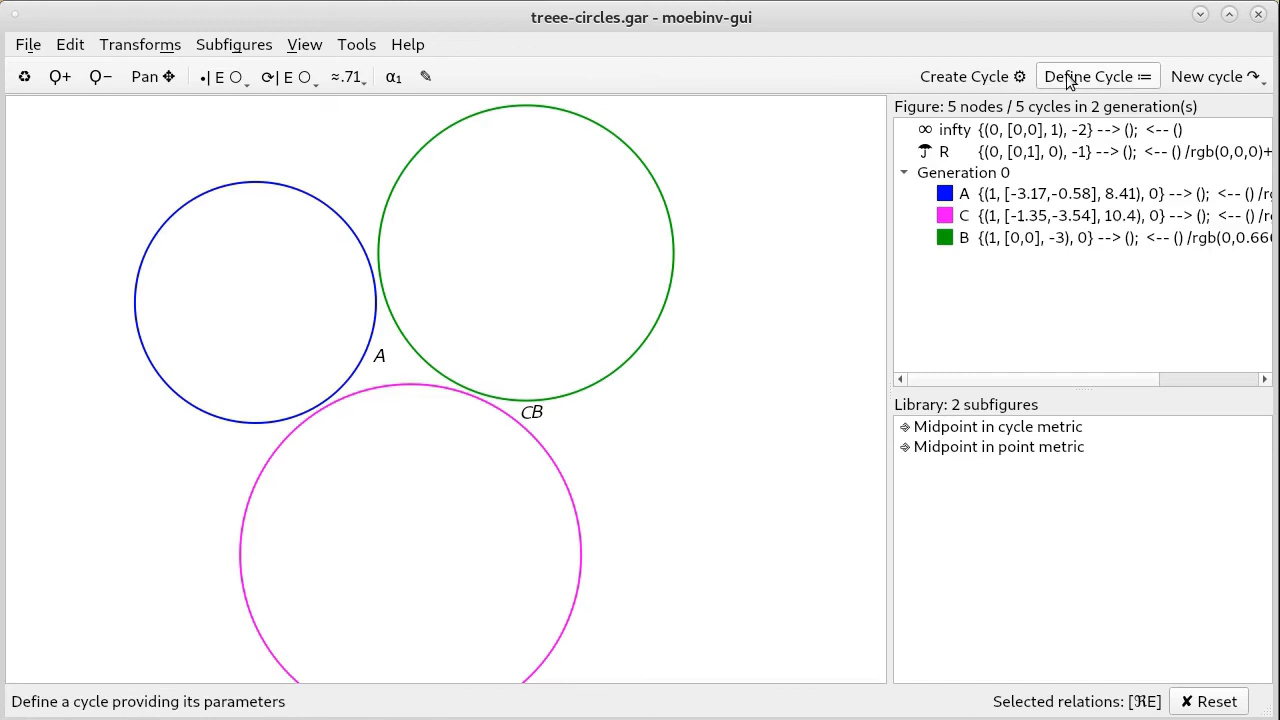 treee-circles.gar - moebinv-gui
File Edit Transforms Subfigures View Tools Help
Pan E E ≈.71 α₁ Create Cycle Define Cycle New cycle
Figure: 5 nodes / 5 cycles in 2 generation(s)
∞ infty {(0, [0,0], 1), -2} --> (); <-- ()
R {(0, [0,1], 0), -1} --> (); <-- () /rgb(0,0,0)+
Generation 0
A {(1, [-3.17,-0.58], 8.41), 0} --> (); <-- () /r
C {(1, [-1.35,-3.54], 10.4), 0} --> (); <-- () /r
B {(1, [0,0], -3), 0} --> (); <-- () /rgb(0,0.66
A
CB
Library: 2 subfigures
Midpoint in cycle metric
Midpoint in point metric
Define a cycle providing its parameters
Selected relations: [ℜE] ✘ Reset